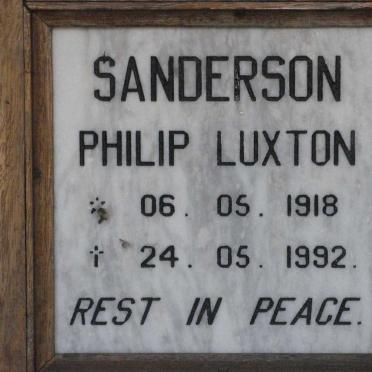 SANDERSON
PHILIP LUXTON
* 06. 05. 1918
† 24. 05. 1992.
REST IN PEACE.